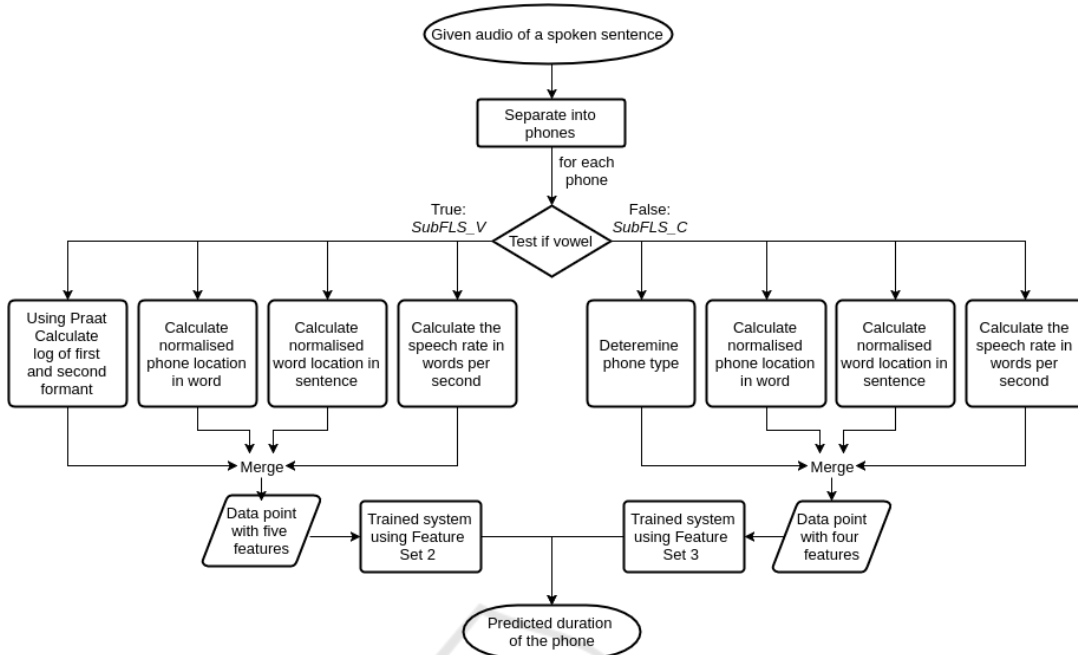 Given audio of a spoken sentence
Separate into
phones
for each
phone
True:
SubFLS_V
False:
SubFLS_C
Test if vowel
Using Praat
Calculate
log of first
and second
formant
Calculate
normalised
phone location
in word
Calculate
normalised
word location in
sentence
Calculate the
speech rate in
words per
second
Deteremine
phone type
Calculate
normalised
phone location
in word
Calculate
normalised
word location in
sentence
Calculate the
speech rate in
words per
second
Merge
Merge
Data point
with five
features
Trained system
using Feature
Set 2
Trained system
using Feature
Set 3
Data point
with four
features
Predicted duration
of the phone